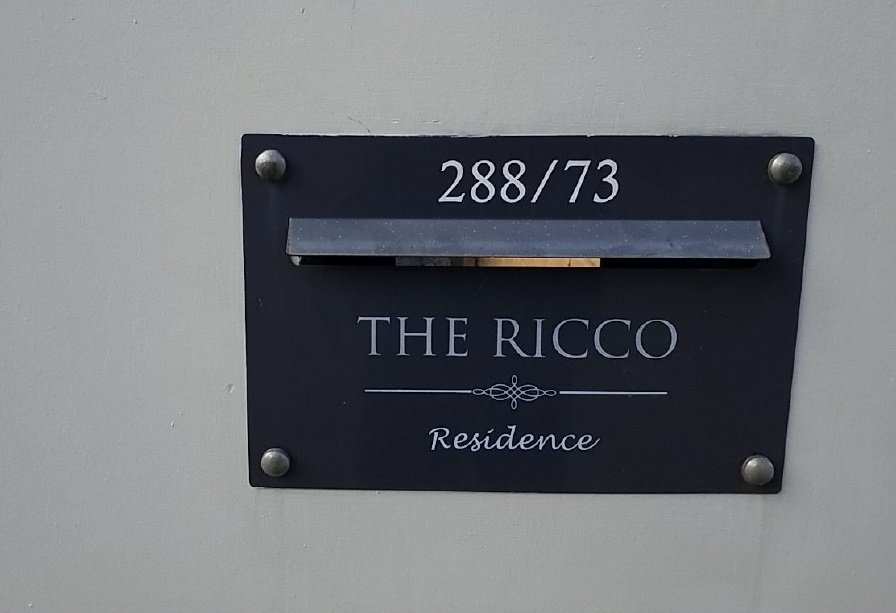 288/73
THE RICCO
Residence